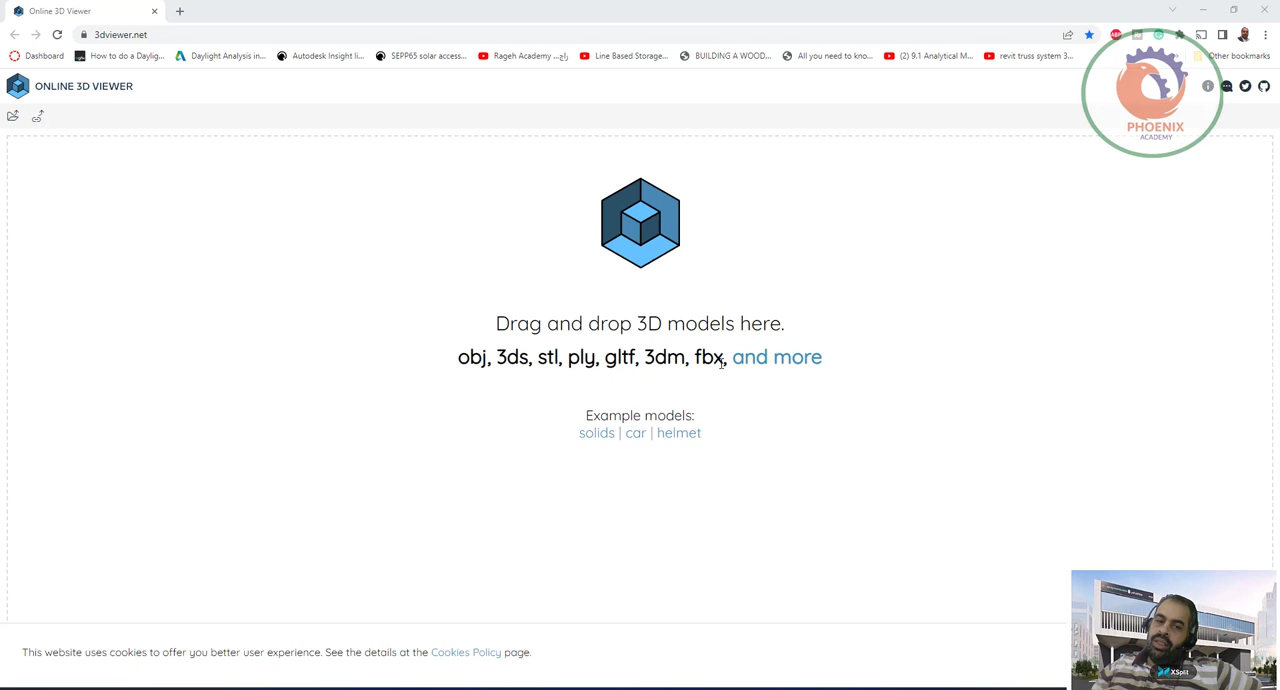 Online 3D Viewer
3dviewer.net
Dashboard
How to do a Daylig...
Daylight Analysis in...
Autodesk Insight li...
SEPP65 solar access...
Rageh Academy ...راج
Line Based Storage...
BUILDING A WOOD...
All you need to kno...
(2) 9.1 Analytical M...
revit truss system 3...
Other bookmarks
ONLINE 3D VIEWER
PHOENIX
ACADEMY
Drag and drop 3D models here.
obj, 3ds, stl, ply, gltf, 3dm, fbx, and more
Example models:
solids | car | helmet
This website uses cookies to offer you better user experience. See the details at the Cookies Policy page.
XSplit